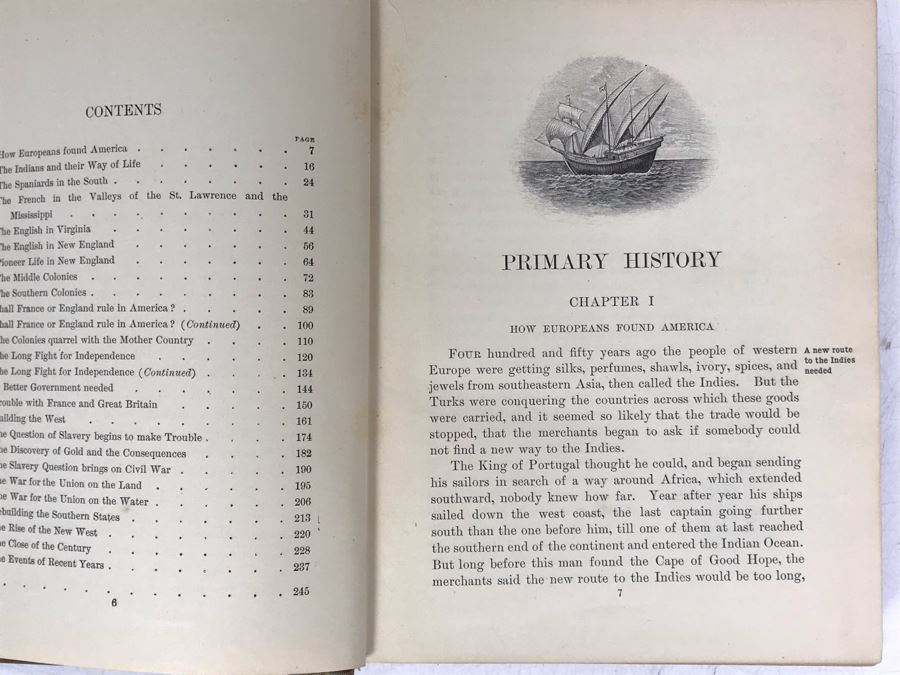 CONTENTS
PAGE
How Europeans found America . . . . . . . 7
The Indians and their Way of Life . . . . . . 16
The Spaniards in the South . . . . . . . 24
The French in the Valleys of the St. Lawrence and the
Mississippi . . . . . . . . 31
The English in Virginia . . . . . . . 44
The English in New England . . . . . . 56
Pioneer Life in New England . . . . . . 64
The Middle Colonies . . . . . . . 72
The Southern Colonies . . . . . . . 83
hall France or England rule in America? . . . . . 89
hall France or England rule in America? (Continued) . . 100
he Colonies quarrel with the Mother Country . . . . 110
he Long Fight for Independence . . . . . 120
he Long Fight for Independence (Continued) . . . . 134
Better Government needed . . . . . . 144
rouble with France and Great Britain . . . . . 150
uilding the West . . . . . . . 161
he Question of Slavery begins to make Trouble . . . . 174
he Discovery of Gold and the Consequences . . . . 182
he Slavery Question brings on Civil War . . . . . 190
he War for the Union on the Land . . . . . 195
he War for the Union on the Water . . . . . 206
ebuilding the Southern States . . . . . . 213
e Rise of the New West . . . . . . . 220
e Close of the Century . . . . . . . 228
e Events of Recent Years . . . . . . . 237
. . . . . . . . . . 245
6
PRIMARY HISTORY
CHAPTER I
HOW EUROPEANS FOUND AMERICA
FOUR hundred and fifty years ago the people of western
Europe were getting silks, perfumes, shawls, ivory, spices, and
jewels from southeastern Asia, then called the Indies. But the
Turks were conquering the countries across which these goods
were carried, and it seemed so likely that the trade would be
stopped, that the merchants began to ask if somebody could
not find a new way to the Indies.
A new route
to the Indies
needed
The King of Portugal thought he could, and began sending
his sailors in search of a way around Africa, which extended
southward, nobody knew how far. Year after year his ships
sailed down the west coast, the last captain going further
south than the one before him, till one of them at last reached
the southern end of the continent and entered the Indian Ocean.
But long before this man found the Cape of Good Hope, the
merchants said the new route to the Indies would be too long,
7